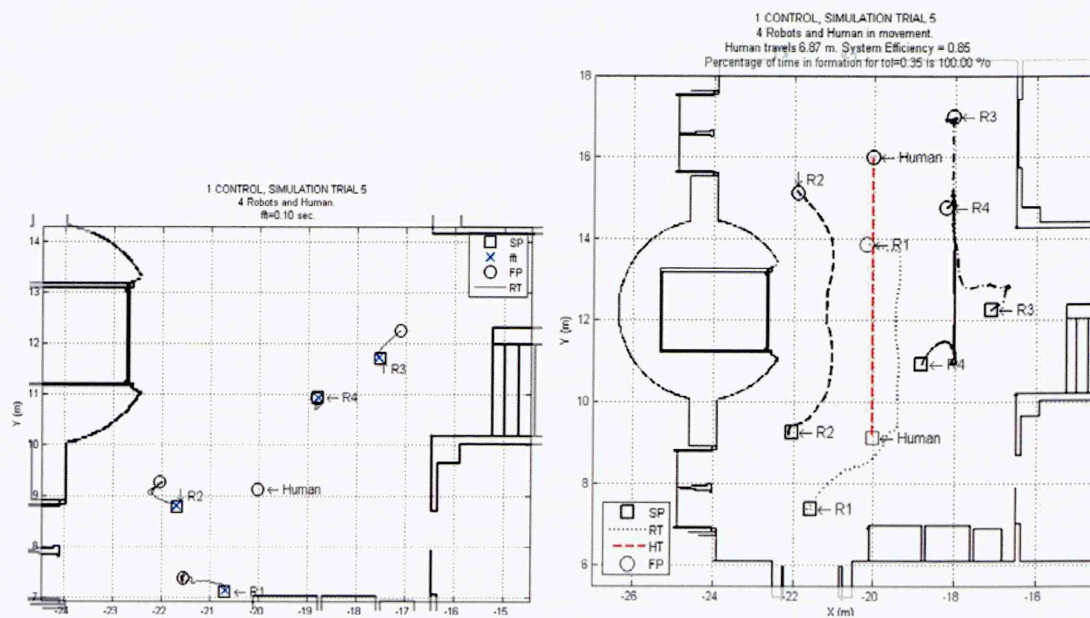 1 CONTROL, SIMULATION TRIAL 5
4 Robots and Human.
fft=0.10 sec.
14
13
12
11
10
9
8
7
Y (m)
SP
fft
FP
RT
R3
R4
R2
Human
R1
-24
-23
-22
-21
-20
-19
-18
-17
-16
-15
1 CONTROL, SIMULATION TRIAL 5
4 Robots and Human in movement.
Human travels 6.87 m. System Efficiency = 0.85
Percentage of time in formation for tol=0.35 is 100.00 %
18
16
14
12
10
8
6
Y (m)
R3
Human
R2
R4
R1
R3
R4
R2
Human
R1
SP
RT
HT
FP
-26
-24
-22
-20
-18
-16
X (m)